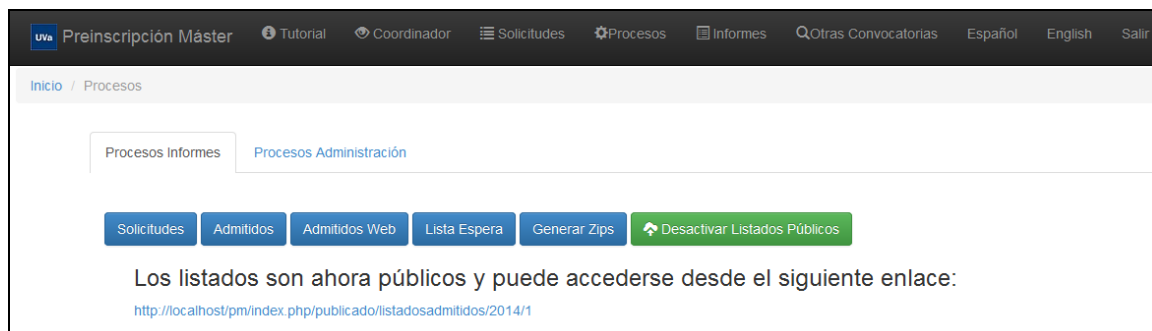 UVa Preinscripción Máster Tutorial Coordinador Solicitudes Procesos Informes Otras Convocatorias Español English Salir
Inicio / Procesos
Procesos Informes Procesos Administración
Solicitudes Admitidos Admitidos Web Lista Espera Generar Zips Desactivar Listados Públicos
Los listados son ahora públicos y puede accederse desde el siguiente enlace:
http://localhost/pm/index.php/publicado/listadosadmitidos/2014/1